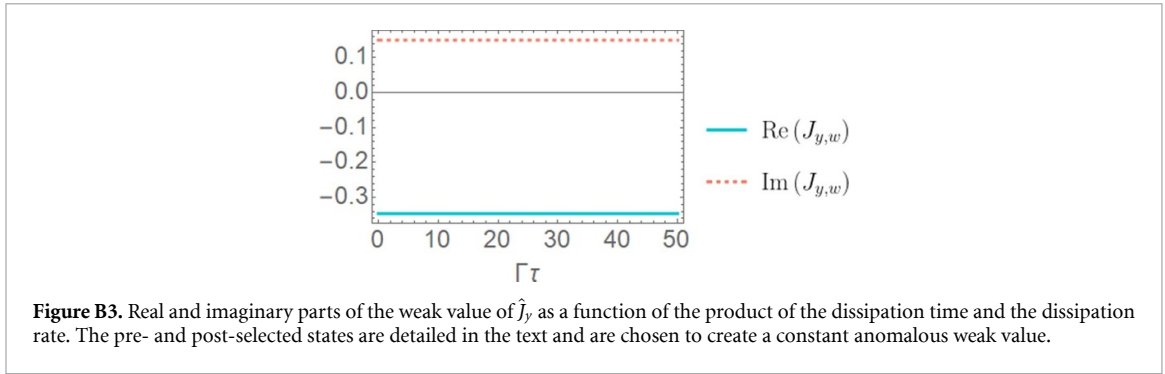 0.1
0.0
−0.1
−0.2
−0.3
0 10 20 30 40 50
Γτ
Re (J_{y,w})
Im (J_{y,w})
Figure B3. Real and imaginary parts of the weak value of Ĵ_y as a function of the product of the dissipation time and the dissipation
rate. The pre- and post-selected states are detailed in the text and are chosen to create a constant anomalous weak value.